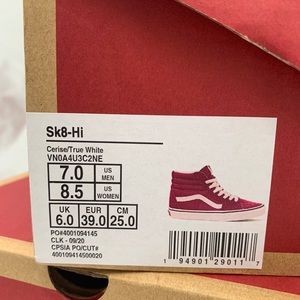 Sk8-Hi
Cerise/True White
VN0A4U3C2NE
7.0 US MEN
8.5 US WOMEN
UK EUR CM
6.0 39.0 25.0
PO#4001094145
CLK - 09/20
CPSIA PO/CUT#
400109414500020
1 94901 29011 7